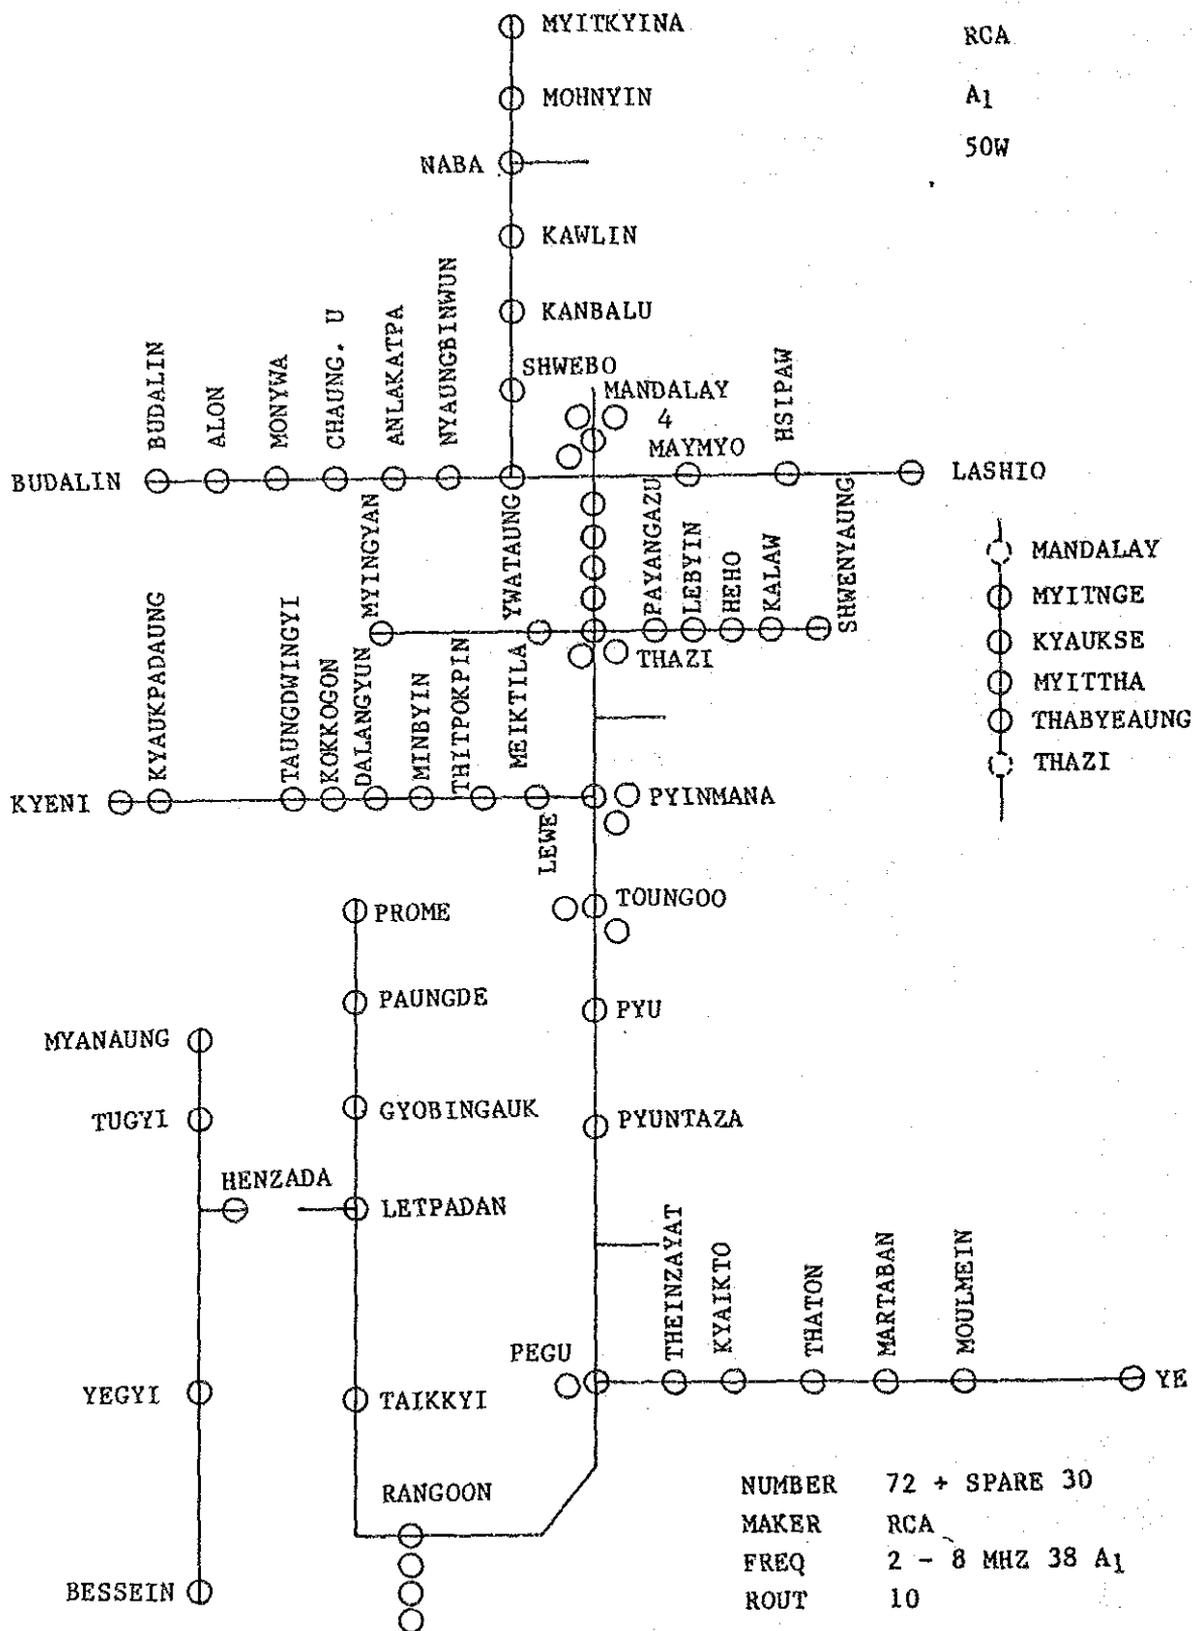 MYITKYINA
RCA
MOHNYIN
A1
50W
NABA
KAWLIN
KANBALU
SHWEBO
MANDALAY
4
MAYMYO
HSIPAW
BUDALIN
ALON
MONYWA
CHAUNG. U
ANLAKATPA
NYAUNGBINWUN
BUDALIN
LASHIO
MYINGYAN
YWATAUNG
PAYANGAZU
LEBYIN
HEHO
KALAW
SHWENYAUNG
MANDALAY
MYITNGE
KYAUKSE
MYITTHA
THABYEAUNG
THAZI
THAZI
KYAUKPADAUNG
TAUNGDWINGYI
KOKKOGON
DALANGYUN
MINBYIN
THITPOKPIN
MEIKTILA
KYENI
LEWE
PYINMANA
TOUNGOO
PROME
PAUNGDE
PYU
MYANAUNG
TUGYI
GYOBINGAUK
PYUNTAZA
HENZADA
LETPADAN
THEINZAYAT
KYAIKTO
THATON
MARTABAN
MOULMEIN
PEGU
YE
YEGYI
TAIKKYI
RANGOON
BESSEIN
NUMBER 72 + SPARE 30
MAKER RCA
FREQ 2 - 8 MHZ 38 A1
ROUT 10